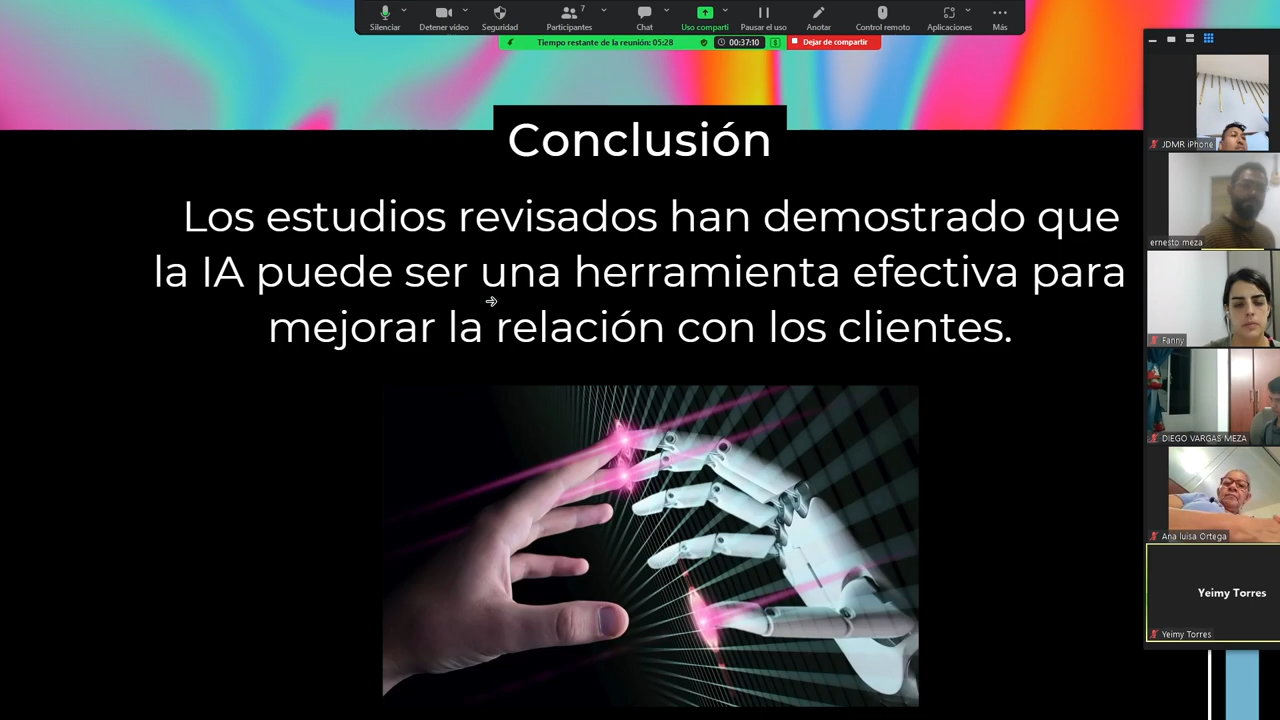 Silenciar
Detener video
Seguridad
7
Participantes
Chat
Uso comparti
Pausar el uso
Anotar
Control remoto
Aplicaciones
Más
Tiempo restante de la reunión: 05:28
00:37:10
Dejar de compartir
Conclusión
Los estudios revisados han demostrado que
la IA puede ser una herramienta efectiva para
mejorar la relación con los clientes.
JDMR iPhone
ernesto meza
Fanny
DIEGO VARGAS MEZA
Ana luisa Ortega
Yeimy Torres
Yeimy Torres